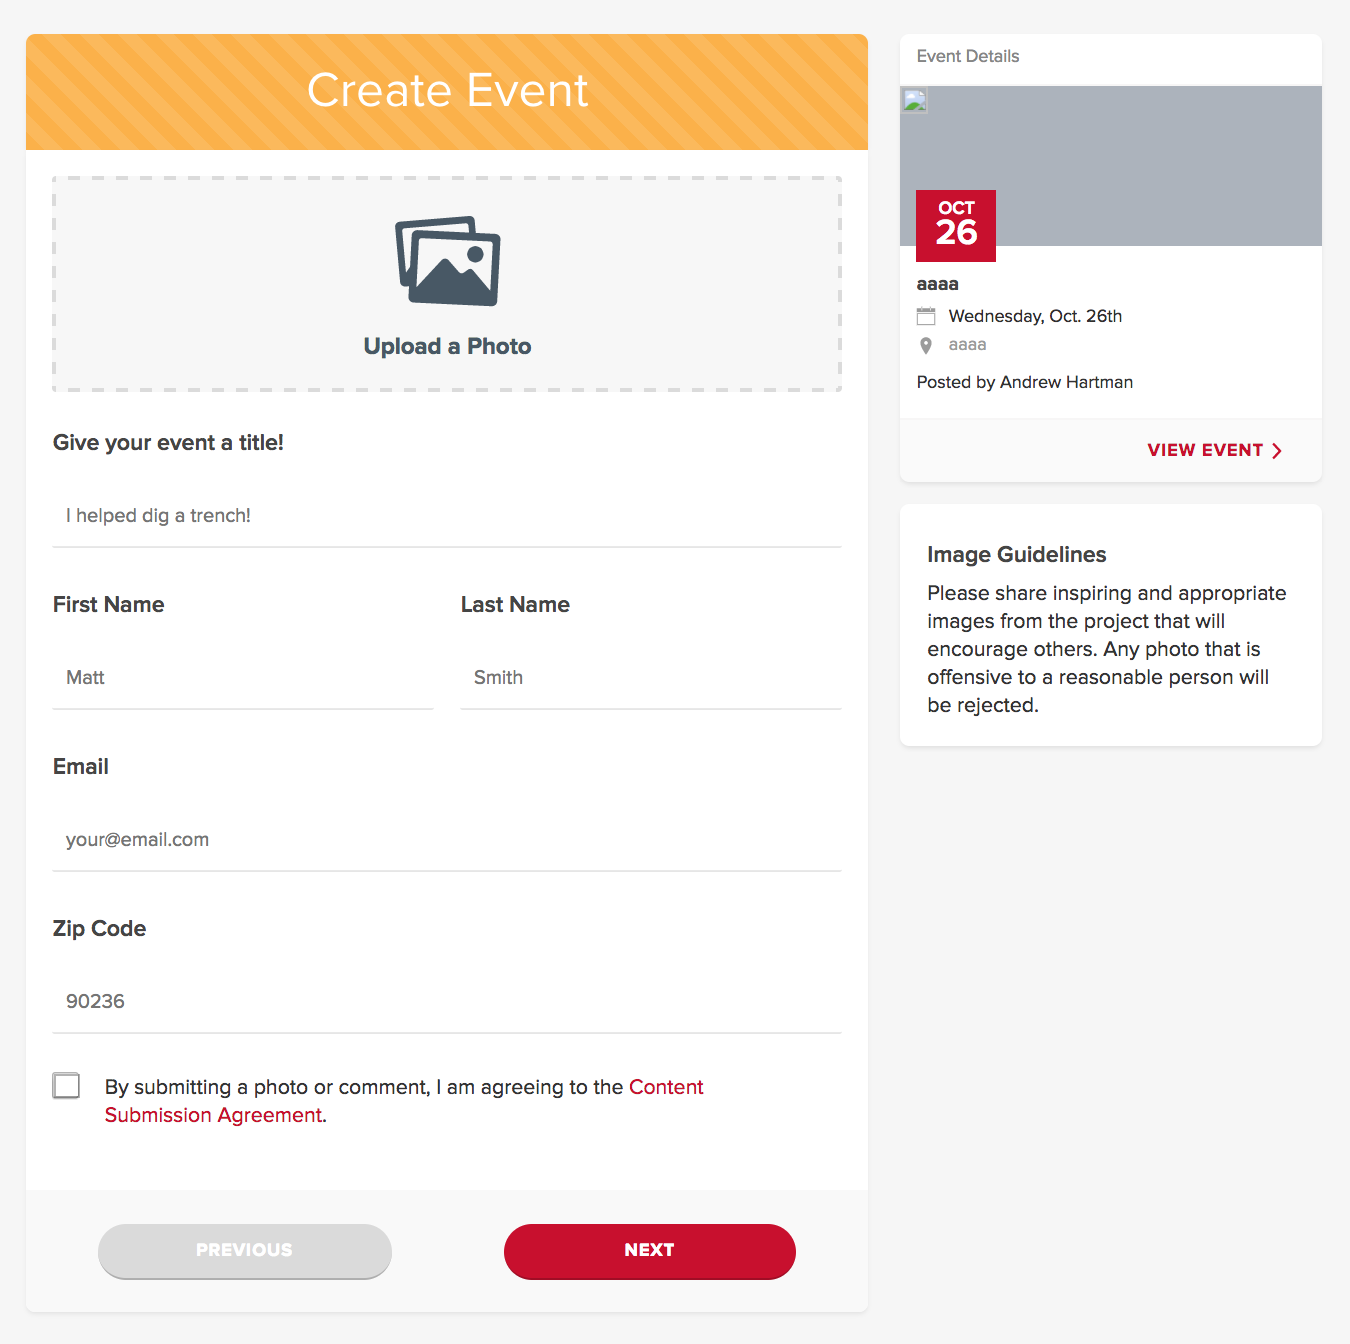 Create Event
Upload a Photo
Give your event a title!
I helped dig a trench!
First Name
Last Name
Matt
Smith
Email
your@email.com
Zip Code
90236
By submitting a photo or comment, I am agreeing to the Content
Submission Agreement.
PREVIOUS
NEXT
Event Details
OCT
26
aaaa
Wednesday, Oct. 26th
aaaa
Posted by Andrew Hartman
VIEW EVENT
Image Guidelines
Please share inspiring and appropriate
images from the project that will
encourage others. Any photo that is
offensive to a reasonable person will
be rejected.